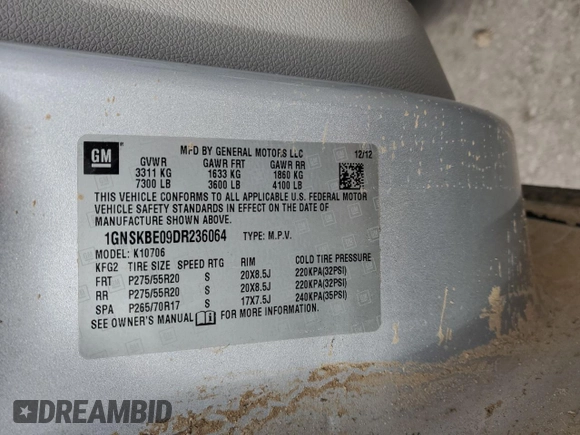 GM
MFD BY GENERAL MOTORS LLC 12/12
GVWR GAWR FRT GAWR RR
3311 KG 1633 KG 1860 KG
7300 LB 3600 LB 4100 LB
THIS VEHICLE CONFORMS TO ALL APPLICABLE U.S. FEDERAL MOTOR
VEHICLE SAFETY STANDARDS IN EFFECT ON THE DATE OF
MANUFACTURE SHOWN ABOVE.
1GNSKBE09DR236064 TYPE: M.P.V.
MODEL: K10706
KFG2 TIRE SIZE SPEED RTG RIM COLD TIRE PRESSURE
FRT P275/55R20 S 20X8.5J 220KPA(32PSI)
RR P275/55R20 S 20X8.5J 220KPA(32PSI)
SPA P265/70R17 S 17X7.5J 240KPA(35PSI)
SEE OWNER'S MANUAL FOR MORE INFORMATION.
DREAMBID